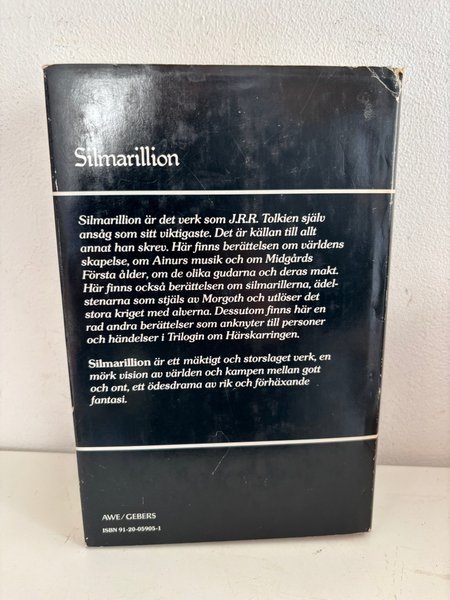 Silmarillion
Silmarillion är det verk som J.R.R. Tolkien själv
ansåg som sitt viktigaste. Det är källan till allt
annat han skrev. Här finns berättelsen om världens
skapelse, om Ainurs musik och om Midgårds
Första ålder, om de olika gudarna och deras makt.
Här finns också berättelsen om silmarillerna, ädel-
stenarna som stjäls av Morgoth och utlöser det
stora kriget med alverna. Dessutom finns här en
rad andra berättelser som anknyter till personer
och händelser i Trilogin om Härskarringen.
Silmarillion är ett mäktigt och storslaget verk, en
mörk vision av världen och kampen mellan gott
och ont, ett ödesdrama av rik och förhäxande
fantasi.
AWE/GEBERS
ISBN 91-20-05905-1